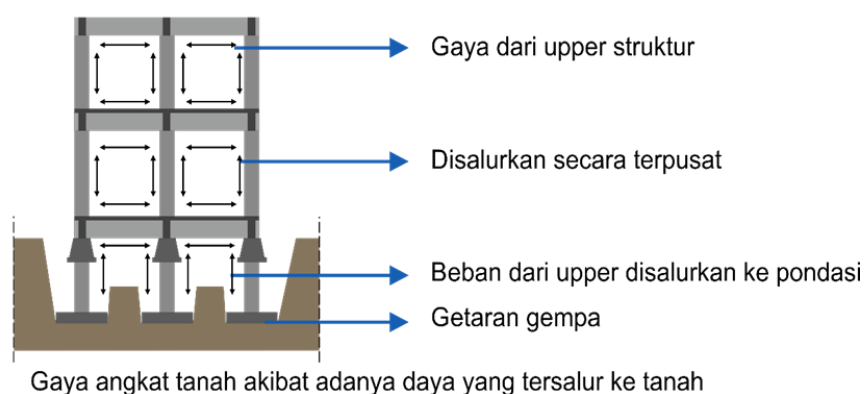 Gaya dari upper struktur
Disalurkan secara terpusat
Beban dari upper disalurkan ke pondasi
Getaran gempa
Gaya angkat tanah akibat adanya daya yang tersalur ke tanah